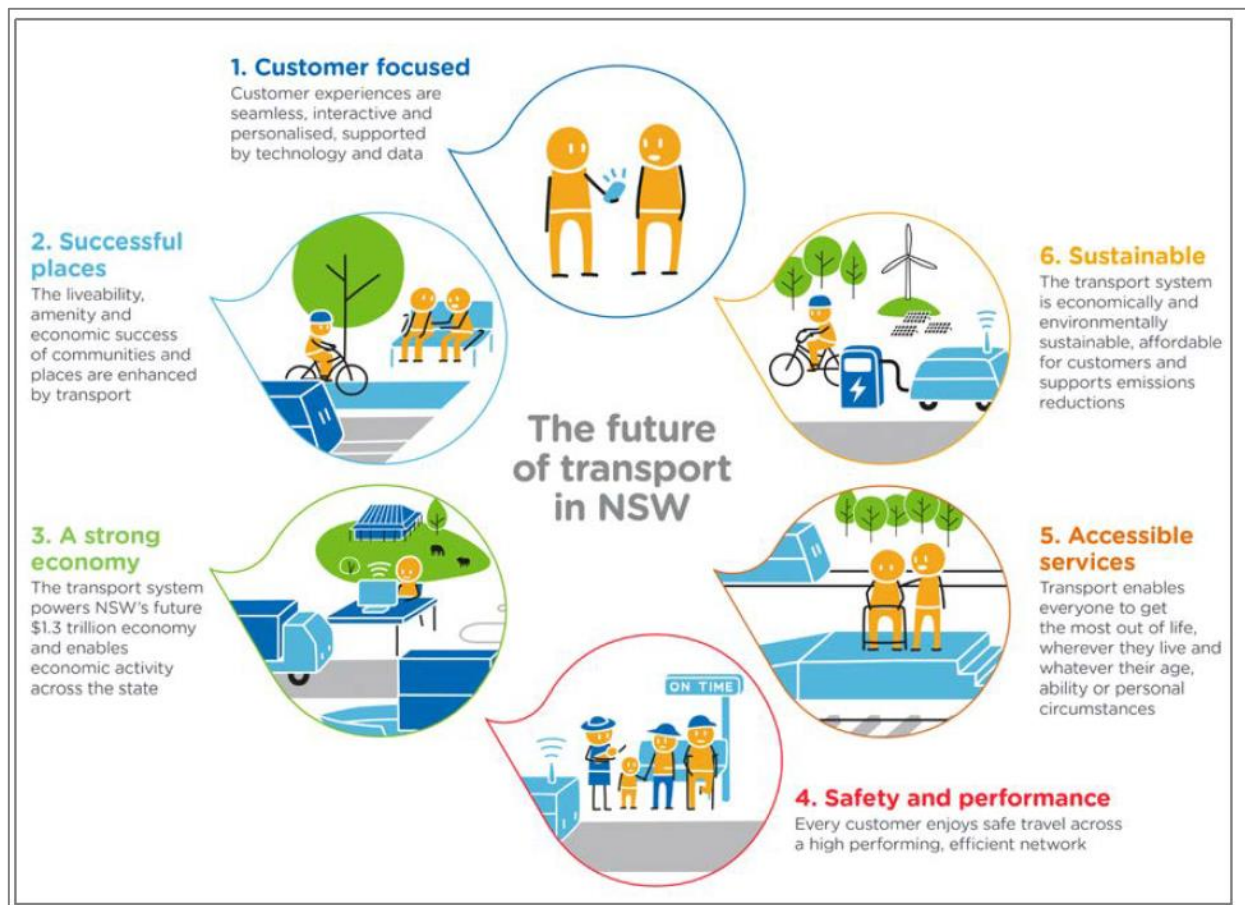 1. Customer focused
Customer experiences are
seamless, interactive and
personalised, supported
by technology and data
2. Successful
places
The liveability,
amenity and
economic success
of communities and
places are enhanced
by transport
3. A strong
economy
The transport system
powers NSW's future
$1.3 trillion economy
and enables
economic activity
across the state
The future
of transport
in NSW
ON TIME
4. Safety and performance
Every customer enjoys safe travel across
a high performing, efficient network
5. Accessible
services
Transport enables
everyone to get
the most out of life,
wherever they live and
whatever their age,
ability or personal
circumstances
6. Sustainable
The transport system
is economically and
environmentally
sustainable, affordable
for customers and
supports emissions
reductions